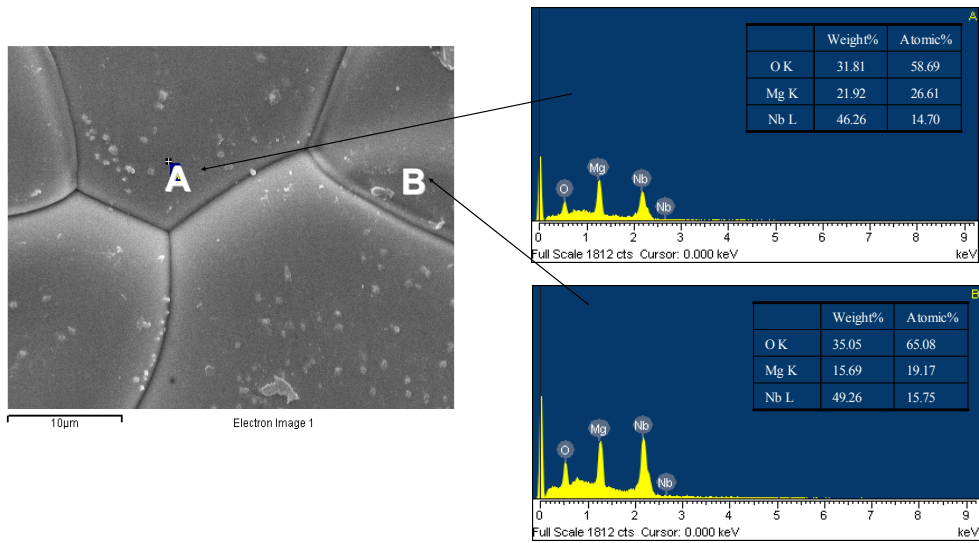 A
B
10µm
Electron Image 1
A
Weight% Atomic%
O K 31.81 58.69
Mg K 21.92 26.61
Nb L 46.26 14.70
O
Mg
Nb
Nb
0 1 2 3 4 5 6 7 8 9
Full Scale 1812 cts Cursor: 0.000 keV
keV
B
Weight% Atomic%
O K 35.05 65.08
Mg K 15.69 19.17
Nb L 49.26 15.75
O
Mg
Nb
Nb
0 1 2 3 4 5 6 7 8 9
Full Scale 1812 cts Cursor: 0.000 keV
keV